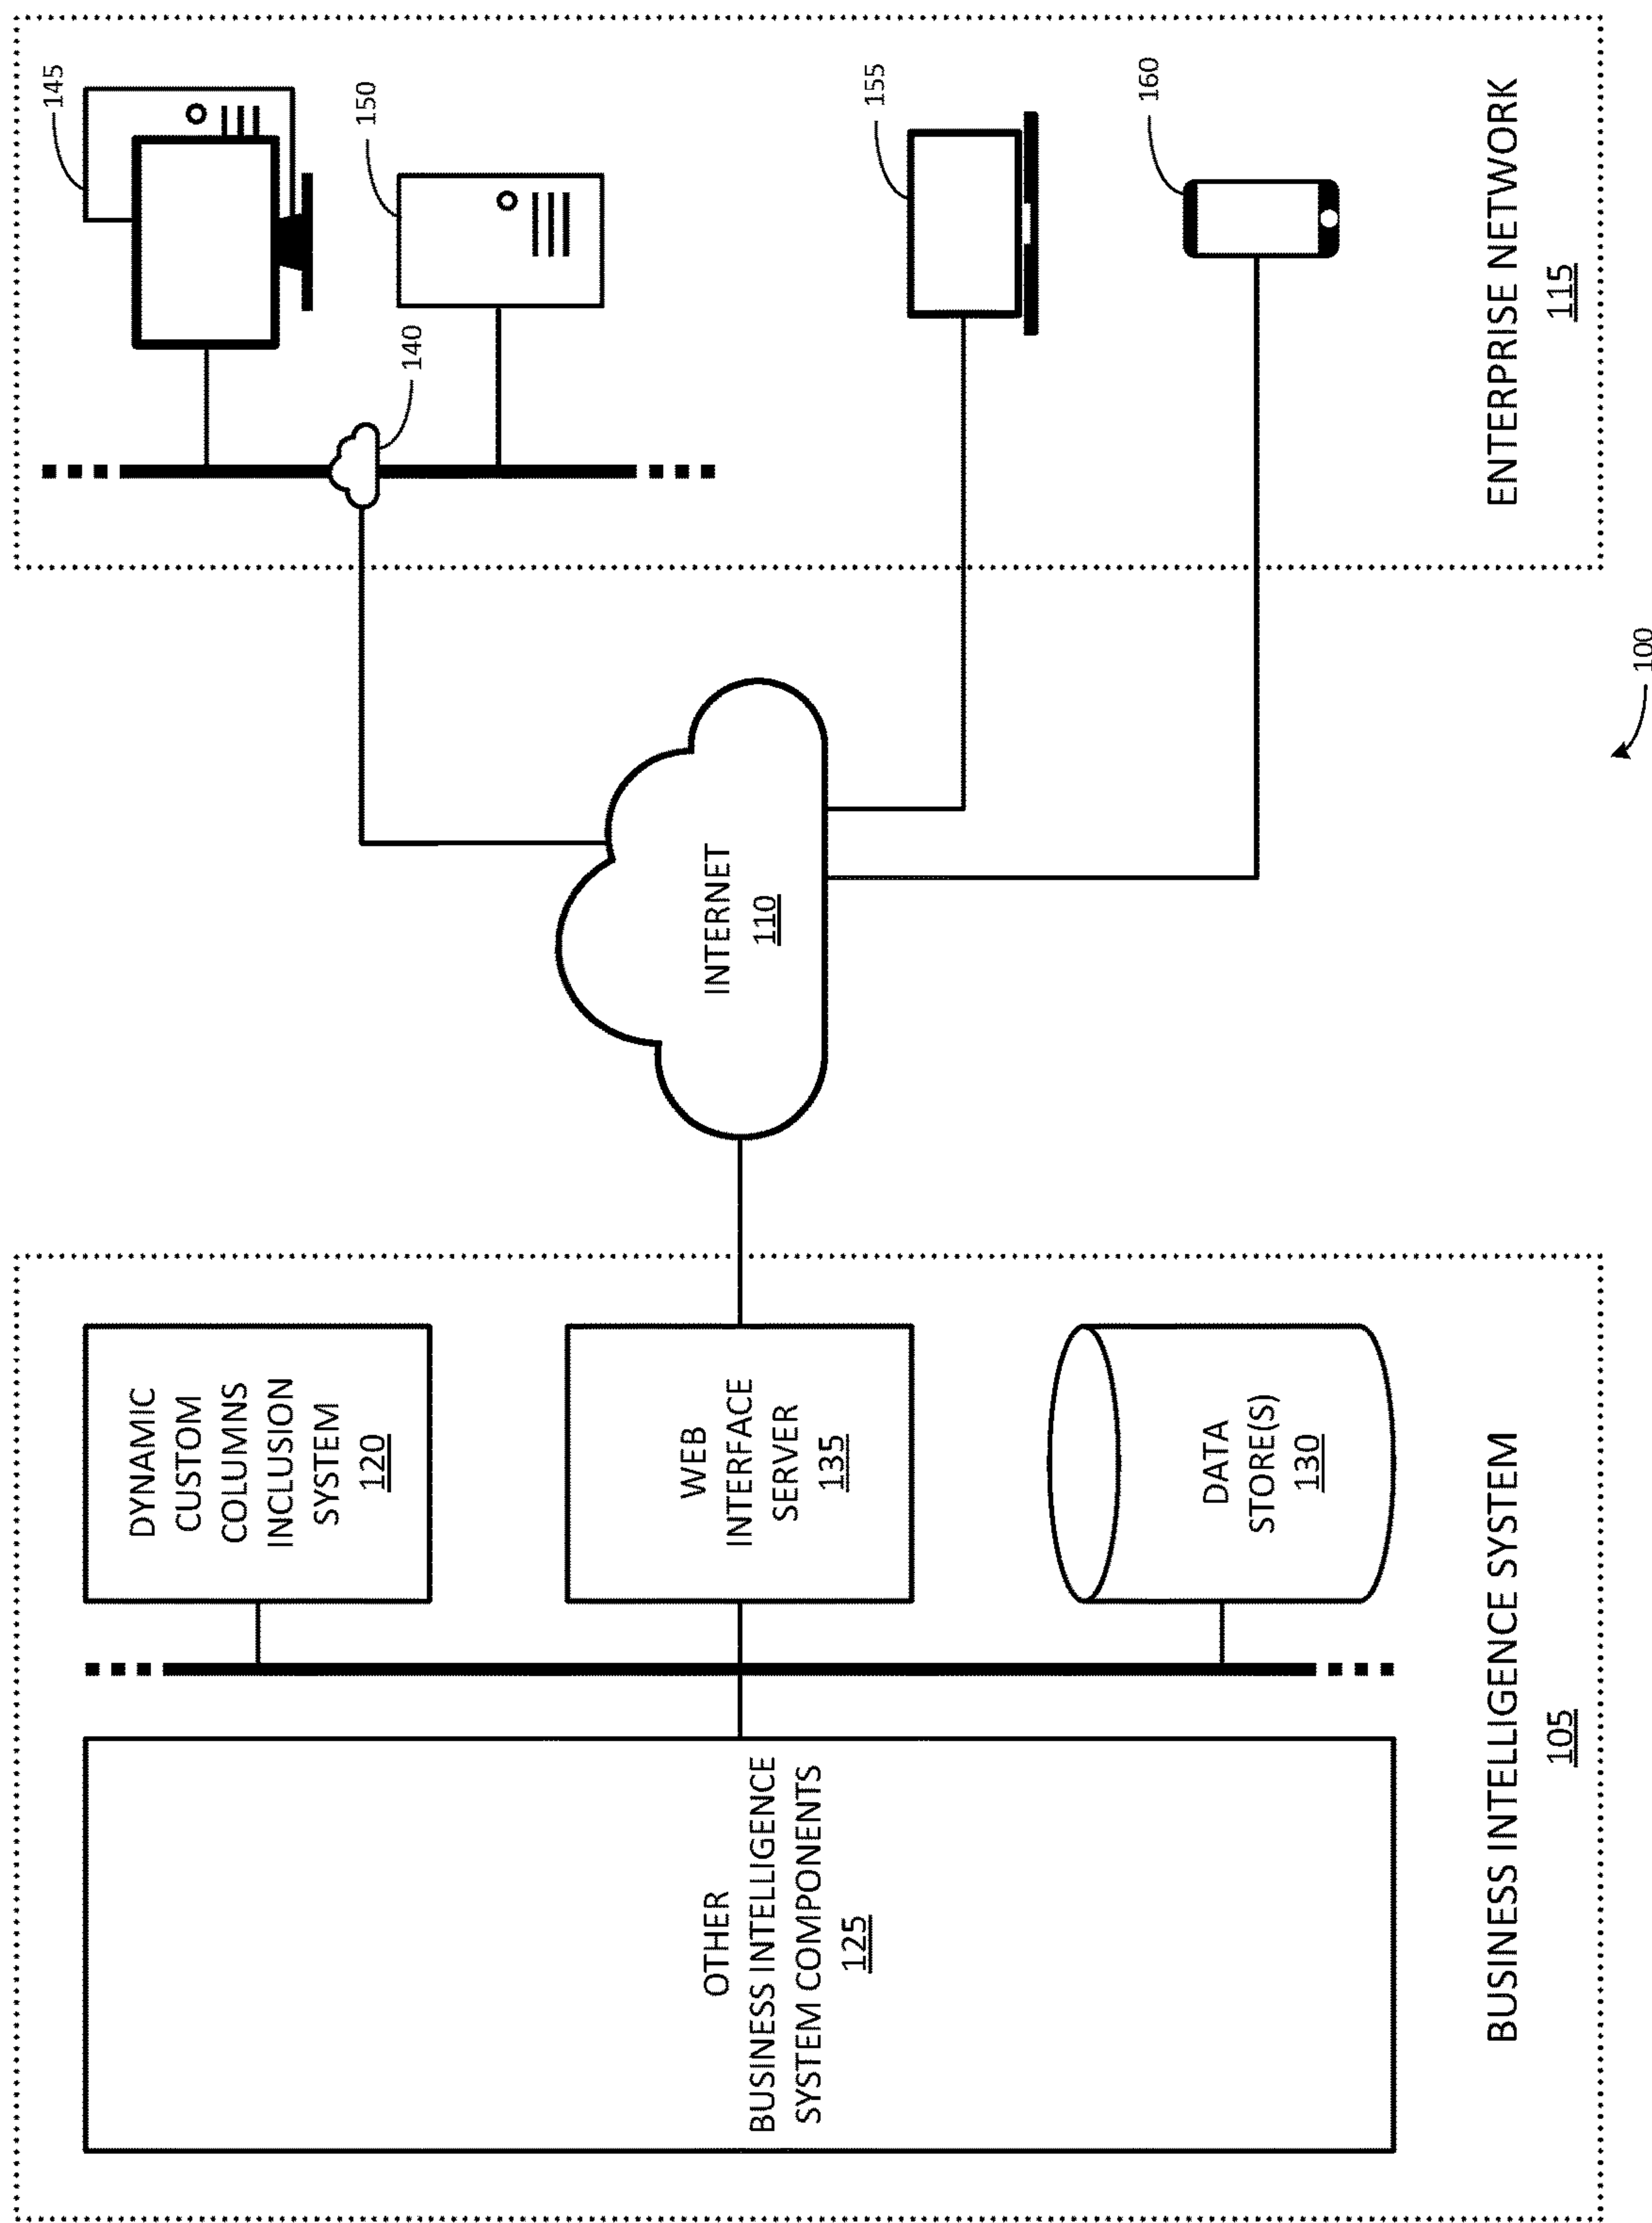 OTHER
BUSINESS INTELLIGENCE
SYSTEM COMPONENTS
125
DYNAMIC
CUSTOM
COLUMNS
INCLUSION
SYSTEM
120
WEB
INTERFACE
SERVER
135
DATA
STORE(S)
130
BUSINESS INTELLIGENCE SYSTEM
105
INTERNET
110
145
150
140
155
160
ENTERPRISE NETWORK
115
100